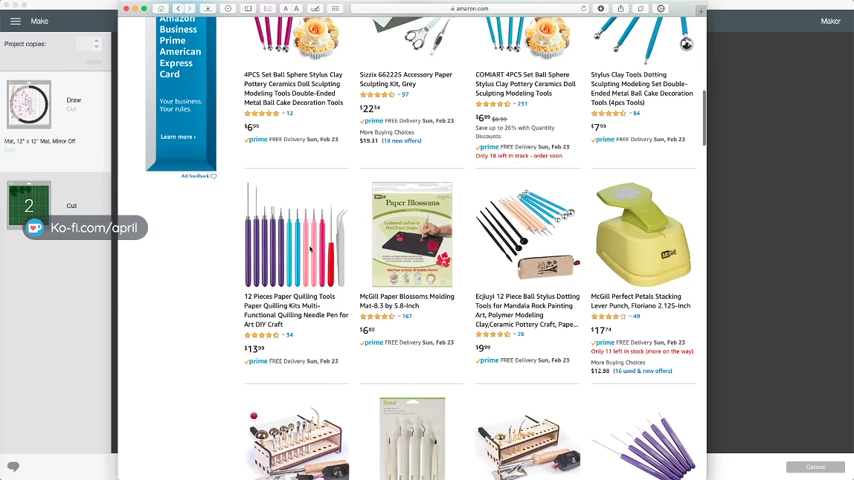 amazon.com
Make
Maker
Project copies:
Apply
Draw
Cut
Mat, 12" x 12" Mat, Mirror Off
Edit
2
Cut
Ko-fi.com/april
Amazon
Business
Prime
American
Express
Card
Your business.
Your rules.
Learn more ›
Ad feedback
4PCS Set Ball Sphere Stylus Clay
Pottery Ceramics Doll Sculpting
Modeling Tools Double-Ended
Metal Ball Cake Decoration Tools
12
$6.99
prime FREE Delivery Sun, Feb 23
Sizzix 662225 Accessory Paper
Sculpting Kit, Grey
97
$22.34
prime FREE Delivery Sun, Feb 23
More Buying Choices
$19.31 (18 new offers)
COMIART 4PCS Set Ball Sphere
Stylus Clay Pottery Ceramics Doll
Sculpting Modeling Tools
231
$6.99 $8.99
Save up to 26% with Quantity
Discounts
prime FREE Delivery Sun, Feb 23
Only 18 left in stock - order soon.
Stylus Clay Tools Dotting
Sculpting Modeling Set Double-
Ended Metal Ball Cake Decoration
Tools (4pcs Tools)
84
$7.99
prime FREE Delivery Sun, Feb 23
Paper Blossoms
12 Pieces Paper Quilling Tools
Paper Quilling Kits Multi-
Functional Quilling Needle Pen for
Art DIY Craft
34
$13.99
prime FREE Delivery Sun, Feb 23
McGill Paper Blossoms Molding
Mat-8.3 by 5.8-Inch
167
$6.80
prime FREE Delivery Sun, Feb 23
Ecjiuyi 12 Piece Ball Stylus Dotting
Tools for Mandala Rock Painting
Art, Polymer Modeling
Clay,Ceramic Pottery Craft, Pape...
26
$9.99
prime FREE Delivery Sun, Feb 23
McGill Perfect Petals Stacking
Lever Punch, Floriano 2.125-Inch
49
$17.74
prime FREE Delivery Sun, Feb 23
Only 11 left in stock (more on the way).
More Buying Choices
$12.88 (16 used & new offers)
Cricut
Cancel